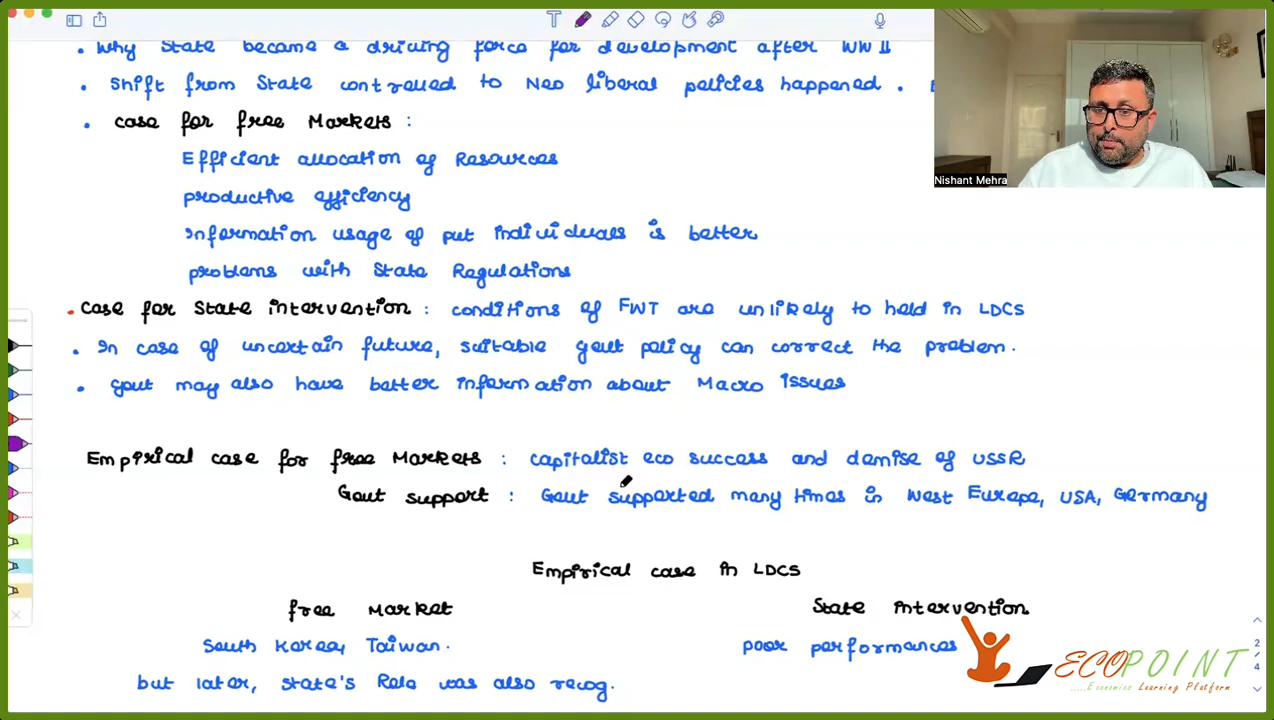 • Why State became a driving force for development after WW II
• Shift from State controlled to Neo liberal policies happened .
• case for free Markets :
Efficient allocation of Resources
productive efficiency
Information usage of pvt individuals is better
problems with State Regulations
• Case for State intervention : conditions of FWT are unlikely to hold in LDCS
• In case of uncertain future, suitable govt policy can correct the problem.
• govt may also have better information about Macro issues
Empirical case for free Markets : capitalist eco success and demise of USSR
Govt support : Govt supported many times in West Europe, USA, Germany
Empirical case in LDCS
free Market State intervention
South Korea, Taiwan. poor performances
but later, State's Role was also recog.
Nishant Mehra
ECOPOINT
.....Economics Learning Platform
2
4